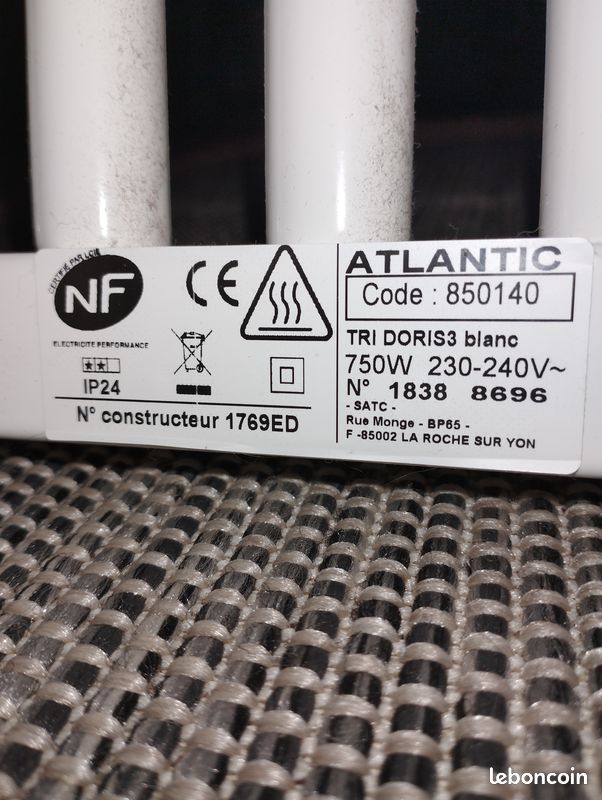 CERTIFIÉ PAR LCIE
NF
ELECTRICITE PERFORMANCE
IP24
N° constructeur 1769ED
CE
ATLANTIC
Code : 850140
TRI DORIS3 blanc
750W 230-240V~
N° 1838 8696
- SATC -
Rue Monge - BP65 -
F -85002 LA ROCHE SUR YON
leboncoin